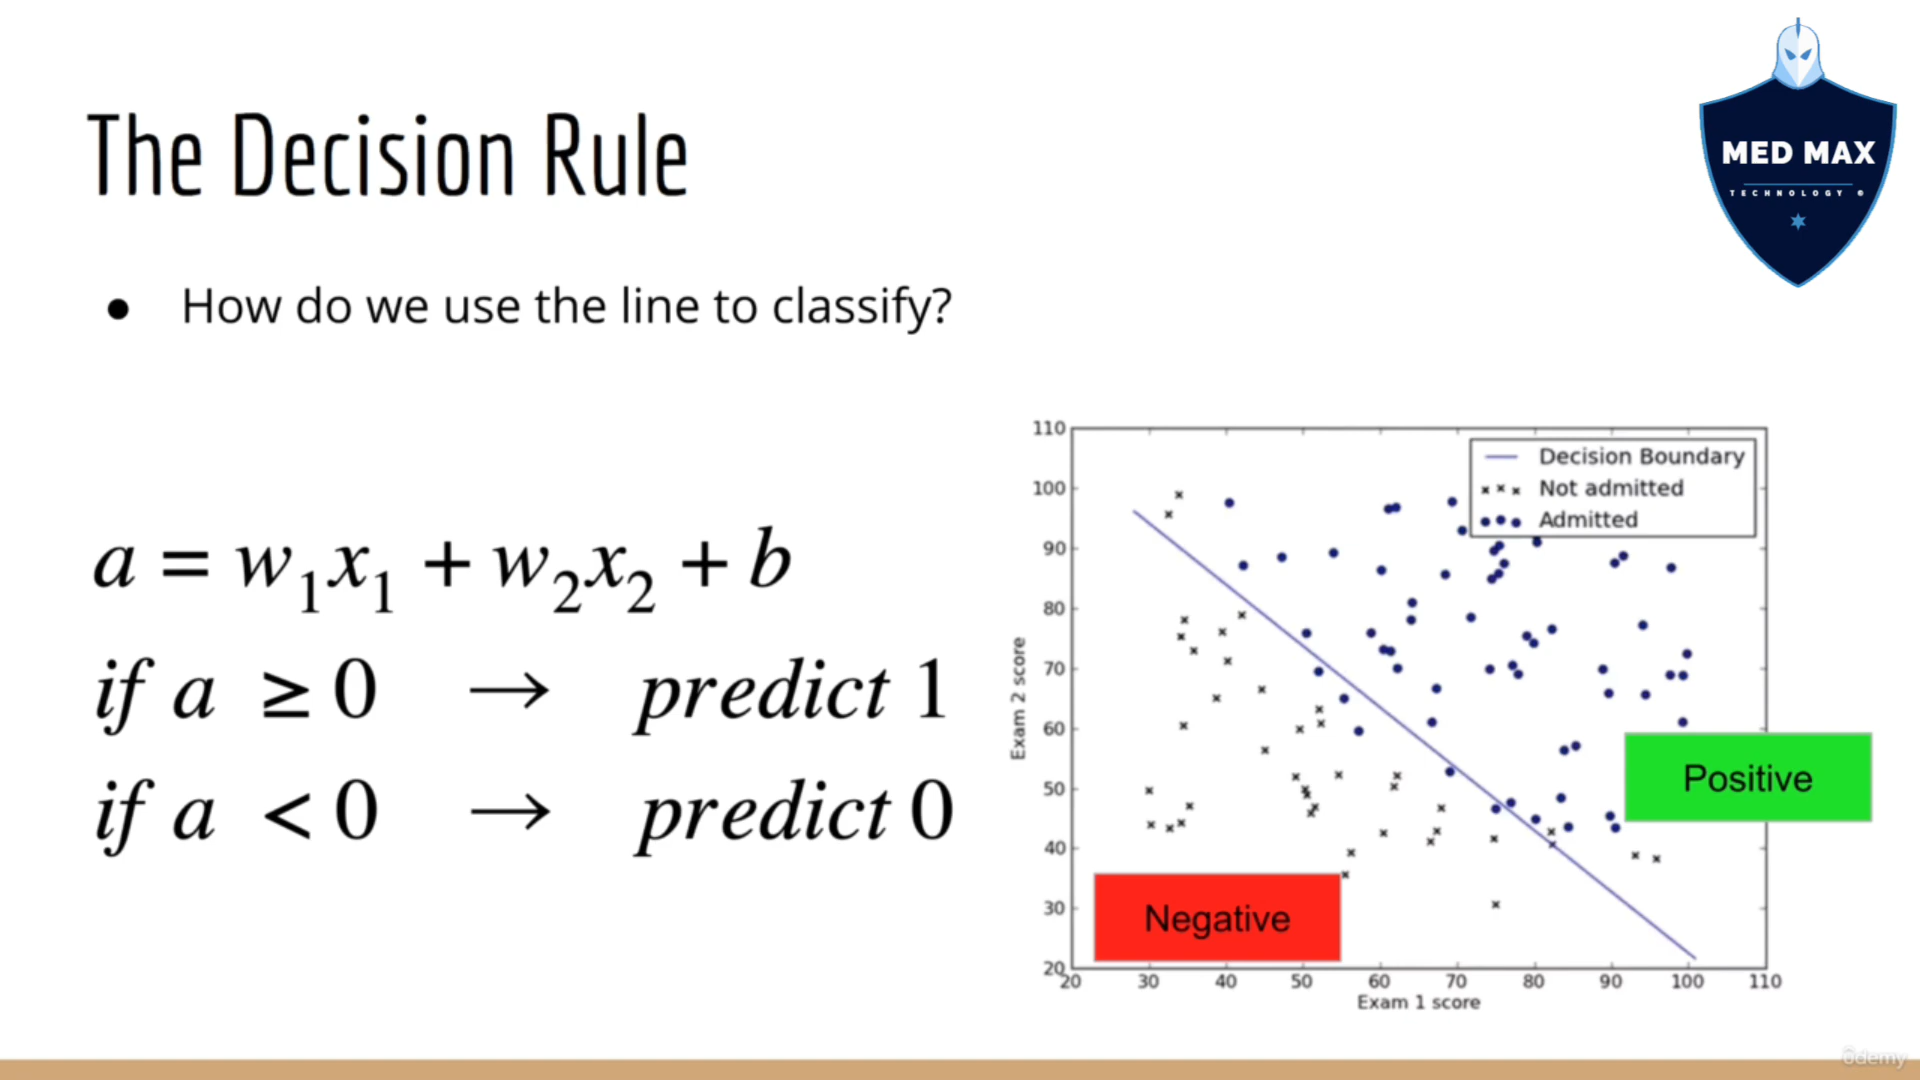 The Decision Rule
MED MAX
TECHNOLOGY ®
● How do we use the line to classify?
a = w₁x₁ + w₂x₂ + b
if a ≥ 0 → predict 1
if a < 0 → predict 0
110
100
90
80
70
60
50
40
30
20
Exam 2 score
Decision Boundary
Not admitted
Admitted
Positive
Negative
20 30 40 50 60 70 80 90 100 110
Exam 1 score
ûdemy